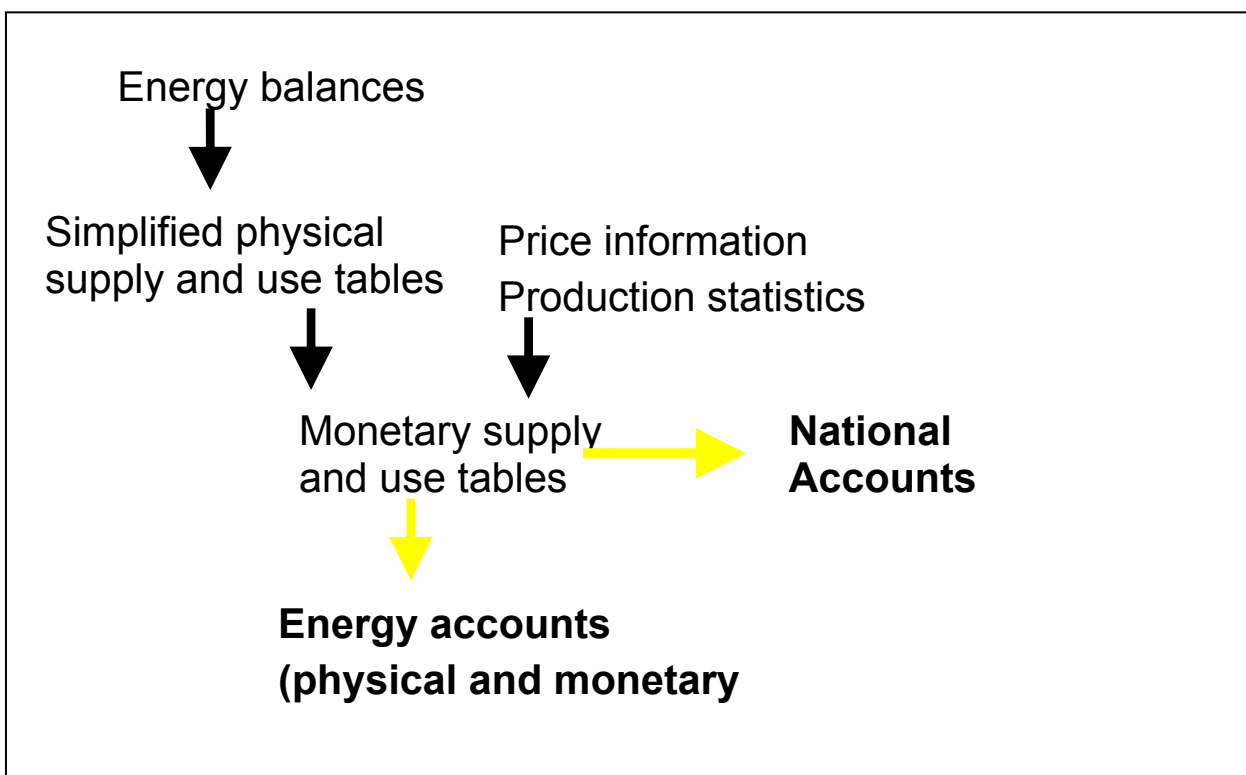 Energy balances
Simplified physical
supply and use tables
Price information
Production statistics
Monetary supply
and use tables
National
Accounts
Energy accounts
(physical and monetary